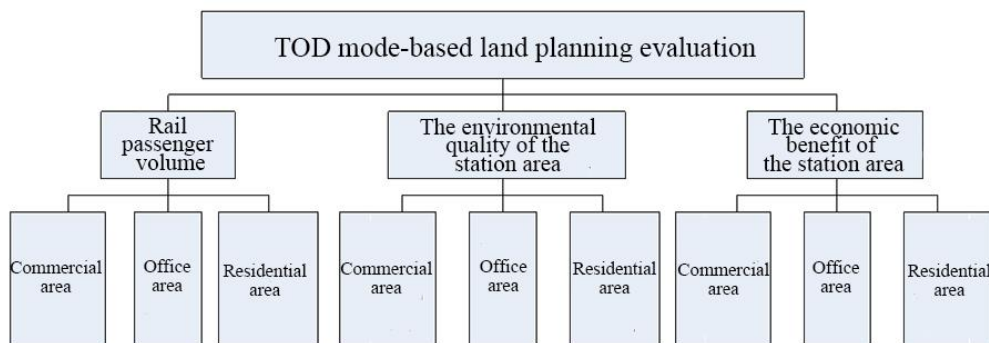 TOD mode-based land planning evaluation
Rail
passenger
volume
The environmental
quality of the
station area
The economic
benefit of
the station area
Commercial
area
Office
area
Residential
area
Commercial
area
Office
area
Residential
area
Commercial
area
Office
area
Residential
area